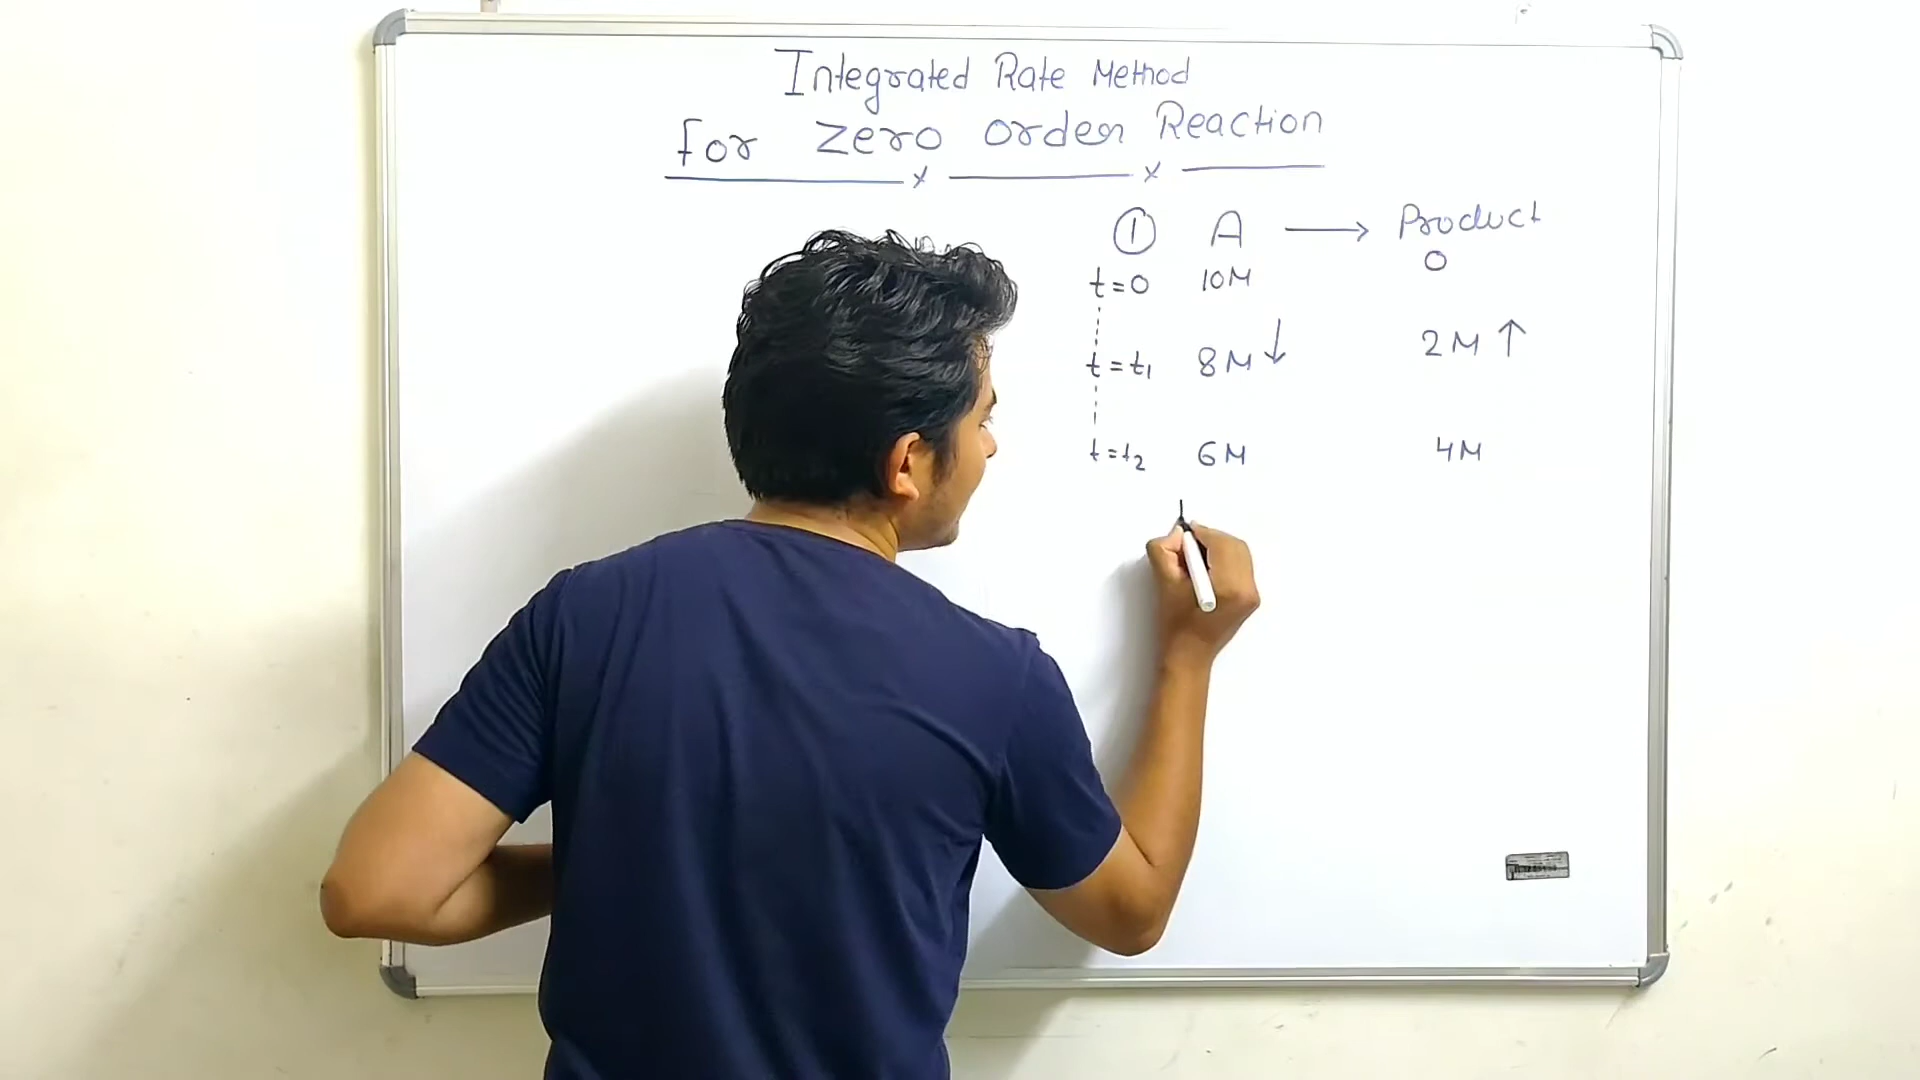 Integrated Rate Method
for zero order Reaction
① A ⟶ Product
t=0 10M 0
t=t₁ 8M↓ 2M↑
t=t₂ 6M 4M